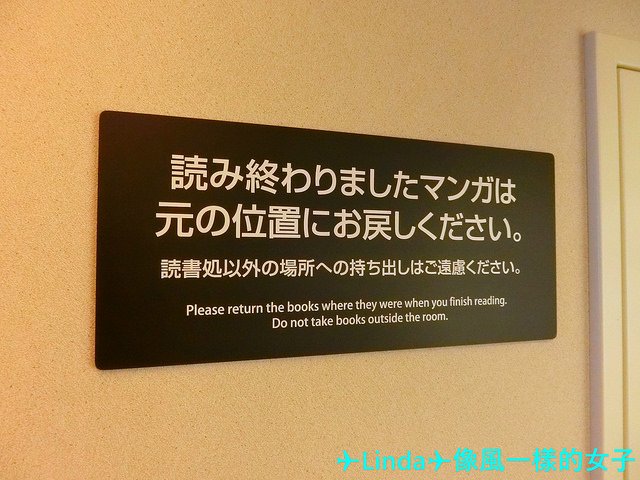 読み終わりましたマンガは
元の位置にお戻しください。
読書処以外の場所への持ち出しはご遠慮ください。
Please return the books where they were when you finish reading.
Do not take books outside the room.
✈Linda✈像風一樣的女子